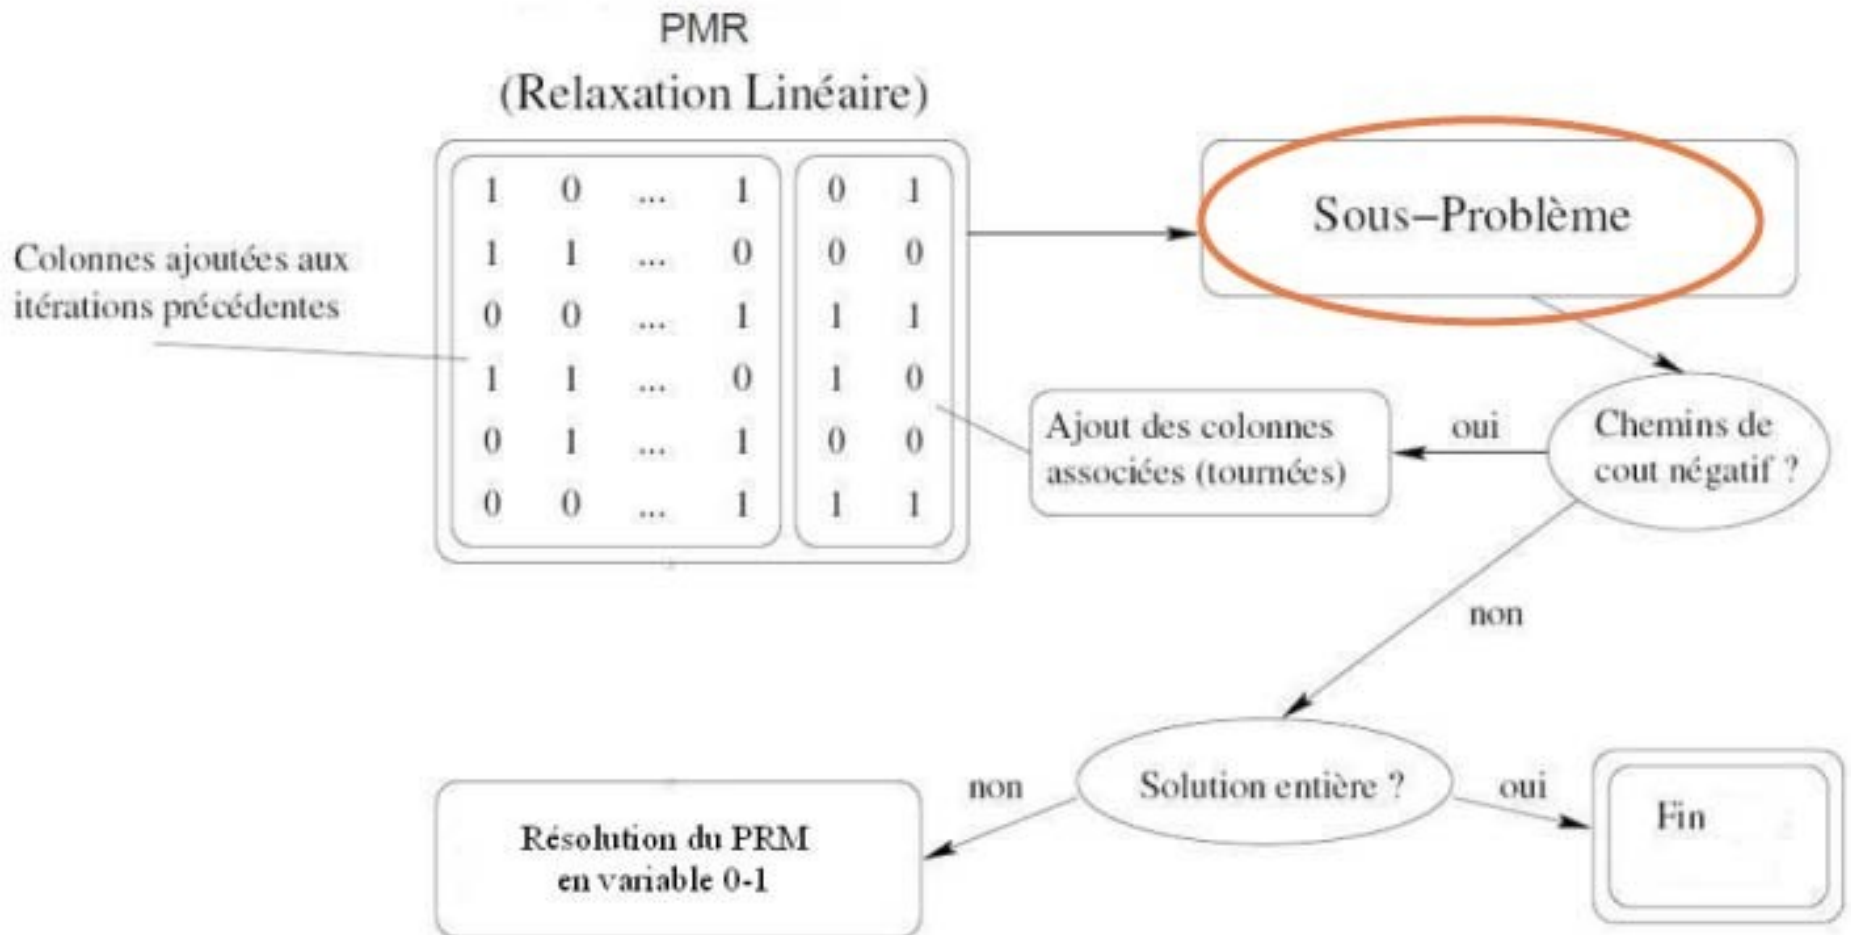 PMR
(Relaxation Linéaire)
1 0 ... 1 0 1
1 1 ... 0 0 0
0 0 ... 1 1 1
1 1 ... 0 1 0
0 1 ... 1 0 0
0 0 ... 1 1 1
Colonnes ajoutées aux
itérations précédentes
Sous–Problème
Ajout des colonnes
associées (tournées)
oui
Chemins de
cout négatif ?
non
Solution entière ?
non
oui
Résolution du PRM
en variable 0-1
Fin